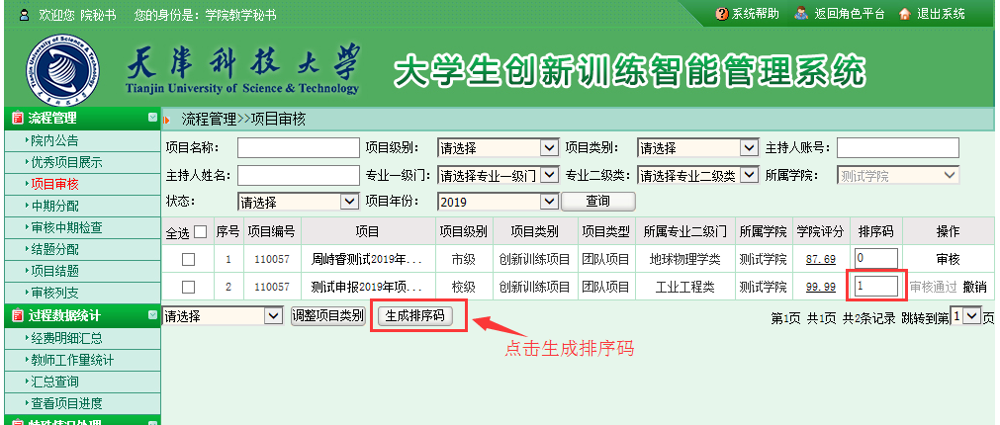 欢迎您 院秘书 您的身份是：学院教学秘书
系统帮助 返回角色平台 退出系统
天津科技大学
Tianjin University of Science & Technology
大学生创新训练智能管理系统
流程管理
院内公告
优秀项目展示
项目审核
中期分配
审核中期检查
结题分配
项目结题
审核列支
过程数据统计
经费明细汇总
教师工作量统计
汇总查询
查看项目进度
特殊情况处理
流程管理>>项目审核
项目名称： 项目级别： 请选择 项目类别： 请选择 主持人账号：
主持人姓名： 专业一级门： 请选择专业一级门 专业二级类： 请选择专业二级类 所属学院： 测试学院
状态： 请选择 项目年份： 2019 查询
全选 序号 项目编号 项目 项目级别 项目类别 项目类型 所属专业二级门 所属学院 学院评分 排序码 操作
1 110057 周峙睿测试2019年... 市级 创新训练项目 团队项目 地球物理学类 测试学院 87.69 0 审核
2 110057 测试申报2019年项... 校级 创新训练项目 团队项目 工业工程类 测试学院 99.99 1 审核通过 撤销
请选择 调整项目类别 生成排序码 第1页 共1页 共2条记录 跳转到第 1 页
点击生成排序码